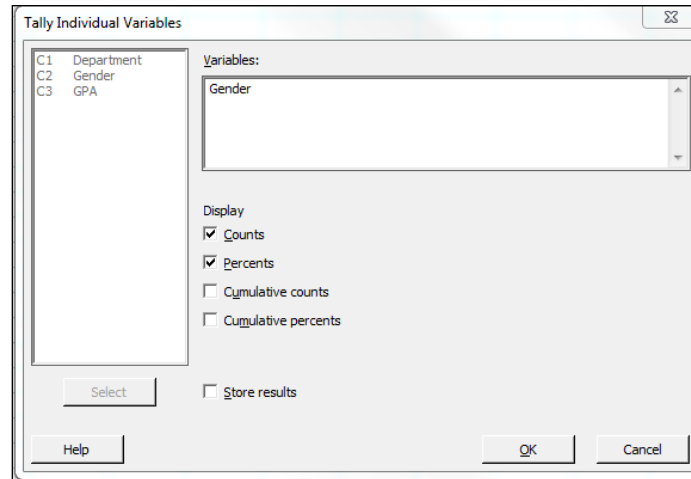 Tally Individual Variables
C1 Department
C2 Gender
C3 GPA
Variables:
Gender
Display
Counts
Percents
Cumulative counts
Cumulative percents
Select
Store results
Help
OK
Cancel